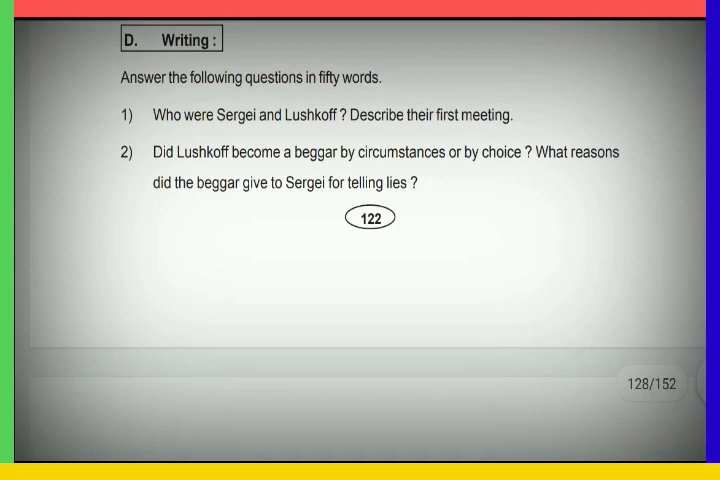 D. Writing :
Answer the following questions in fifty words.
1) Who were Sergei and Lushkoff ? Describe their first meeting.
2) Did Lushkoff become a beggar by circumstances or by choice ? What reasons
did the beggar give to Sergei for telling lies ?
122
128/152